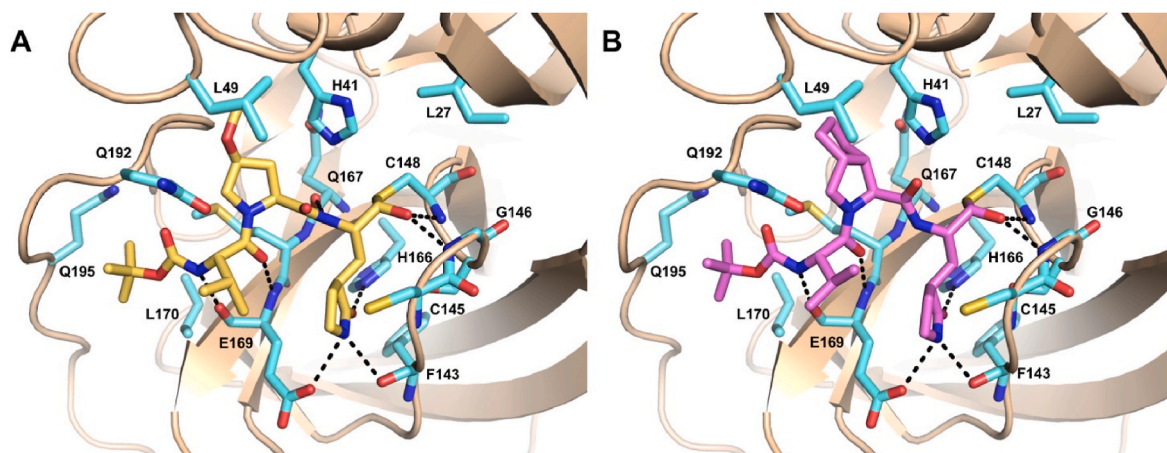 A
L49
H41
L27
Q192
Q167
C148
G146
Q195
H166
L170
C145
E169
F143
B
L49
H41
L27
Q192
Q167
C148
G146
Q195
H166
L170
C145
E169
F143